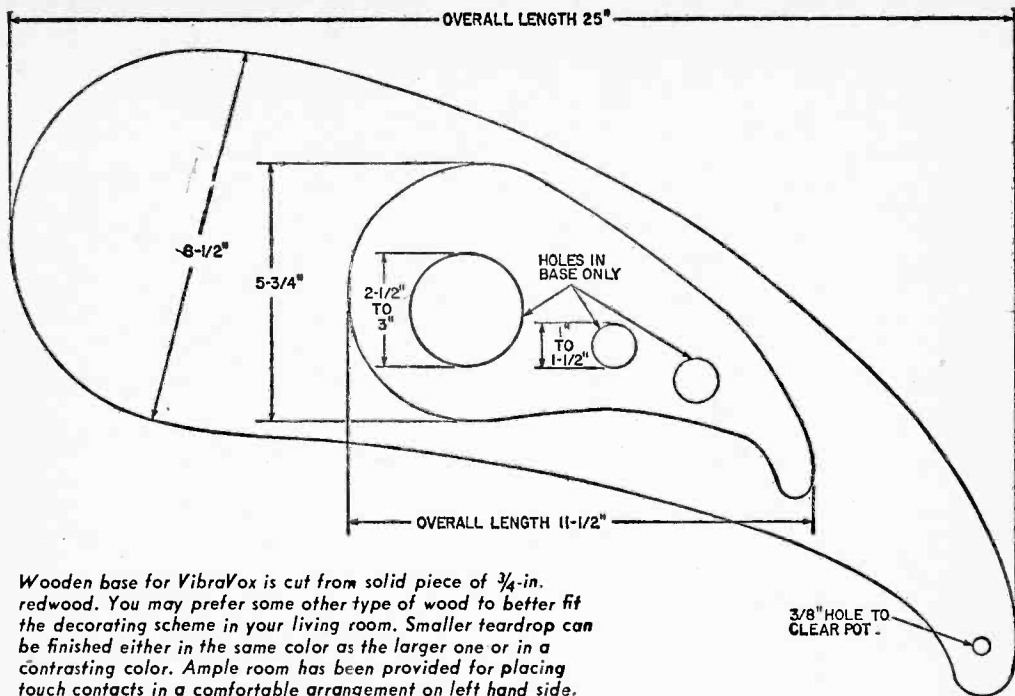 OVERALL LENGTH 25"
8-1/2"
5-3/4"
2-1/2"
TO
3"
HOLES IN
BASE ONLY
1"
TO
1-1/2"
OVERALL LENGTH 11-1/2"
3/8" HOLE TO
CLEAR POT.
Wooden base for VibraVox is cut from solid piece of 3/4-in.
redwood. You may prefer some other type of wood to better fit
the decorating scheme in your living room. Smaller teardrop can
be finished either in the same color as the larger one or in a
contrasting color. Ample room has been provided for placing
touch contacts in a comfortable arrangement on left hand side.